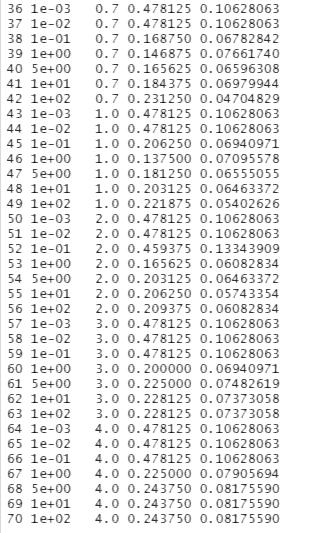 36 1e-03 0.7 0.478125 0.10628063
37 1e-02 0.7 0.478125 0.10628063
38 1e-01 0.7 0.168750 0.06782842
39 1e+00 0.7 0.146875 0.07661740
40 5e+00 0.7 0.165625 0.06596308
41 1e+01 0.7 0.184375 0.06979944
42 1e+02 0.7 0.231250 0.04704829
43 1e-03 1.0 0.478125 0.10628063
44 1e-02 1.0 0.478125 0.10628063
45 1e-01 1.0 0.206250 0.06940971
46 1e+00 1.0 0.137500 0.07095578
47 5e+00 1.0 0.181250 0.06555055
48 1e+01 1.0 0.203125 0.06463372
49 1e+02 1.0 0.221875 0.05402626
50 1e-03 2.0 0.478125 0.10628063
51 1e-02 2.0 0.478125 0.10628063
52 1e-01 2.0 0.459375 0.13343909
53 1e+00 2.0 0.165625 0.06082834
54 5e+00 2.0 0.203125 0.06463372
55 1e+01 2.0 0.206250 0.05743354
56 1e+02 2.0 0.209375 0.06082834
57 1e-03 3.0 0.478125 0.10628063
58 1e-02 3.0 0.478125 0.10628063
59 1e-01 3.0 0.478125 0.10628063
60 1e+00 3.0 0.200000 0.06940971
61 5e+00 3.0 0.225000 0.07482619
62 1e+01 3.0 0.228125 0.07373058
63 1e+02 3.0 0.228125 0.07373058
64 1e-03 4.0 0.478125 0.10628063
65 1e-02 4.0 0.478125 0.10628063
66 1e-01 4.0 0.478125 0.10628063
67 1e+00 4.0 0.225000 0.07905694
68 5e+00 4.0 0.243750 0.08175590
69 1e+01 4.0 0.243750 0.08175590
70 1e+02 4.0 0.243750 0.08175590